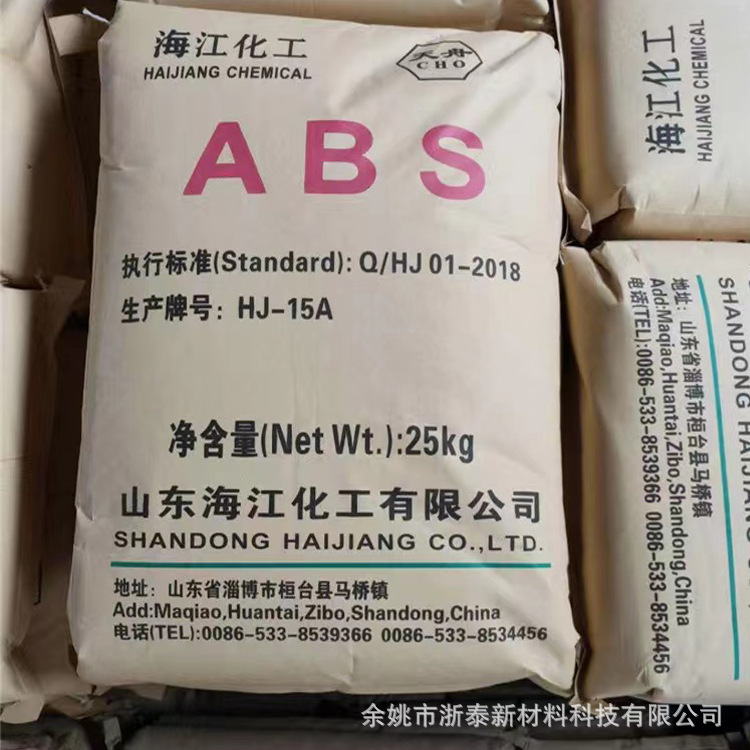 海江化工
HAIJIANG CHEMICAL
天舟
CHO
ABS
执行标准(Standard): Q/HJ 01-2018
生产牌号: HJ-15A
净含量(Net Wt.):25kg
山东海江化工有限公司
SHANDONG HAIJIANG CO.,LTD.
地址: 山东省淄博市桓台县马桥镇
Add:Maqiao,Huantai,Zibo,Shandong,China
电话(TEL):0086-533-8539366 0086-533-8534456
海江化工
HAIJIANG CHEMICAL
SHANDONG HAIJIANG
地址: 山东省淄博市桓台县马桥镇
Add:Maqiao,Huantai,Zibo,Shandong,China
电话(TEL):0086-533-8539366 0086-533-8534456
余姚市浙泰新材料科技有限公司